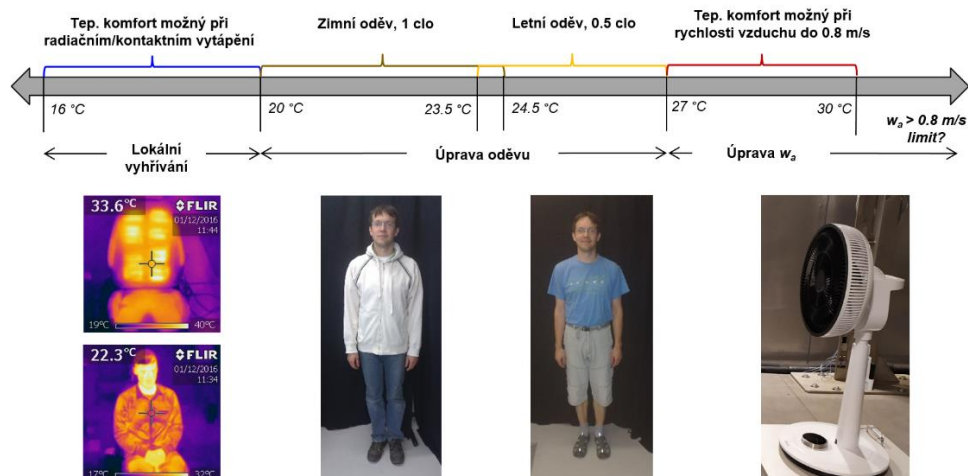 Tep. komfort možný při
radiačním/kontaktním vytápění
Zimní oděv, 1 clo
Letní oděv, 0.5 clo
Tep. komfort možný při
rychlosti vzduchu do 0.8 m/s
16 °C
20 °C
23.5 °C
24.5 °C
27 °C
30 °C
wₐ > 0.8 m/s
limit?
Lokální
vyhřívání
Úprava oděvu
Úprava wₐ
33.6°C
FLIR
01/12/2016
11:44
19°C
40°C
22.3°C
FLIR
01/12/2016
11:34
17°C
32°C